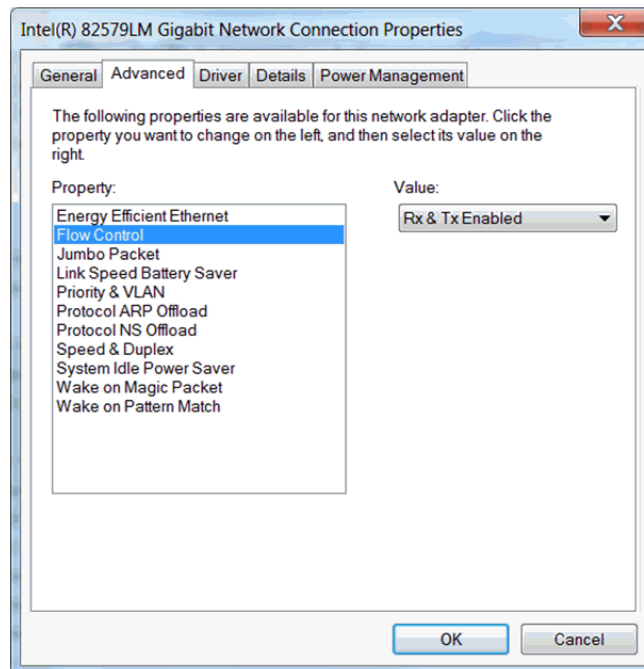 Intel(R) 82579LM Gigabit Network Connection Properties
General Advanced Driver Details Power Management
The following properties are available for this network adapter. Click the
property you want to change on the left, and then select its value on the
right.
Property:
Value:
Energy Efficient Ethernet
Rx & Tx Enabled
Flow Control
Jumbo Packet
Link Speed Battery Saver
Priority & VLAN
Protocol ARP Offload
Protocol NS Offload
Speed & Duplex
System Idle Power Saver
Wake on Magic Packet
Wake on Pattern Match
OK
Cancel